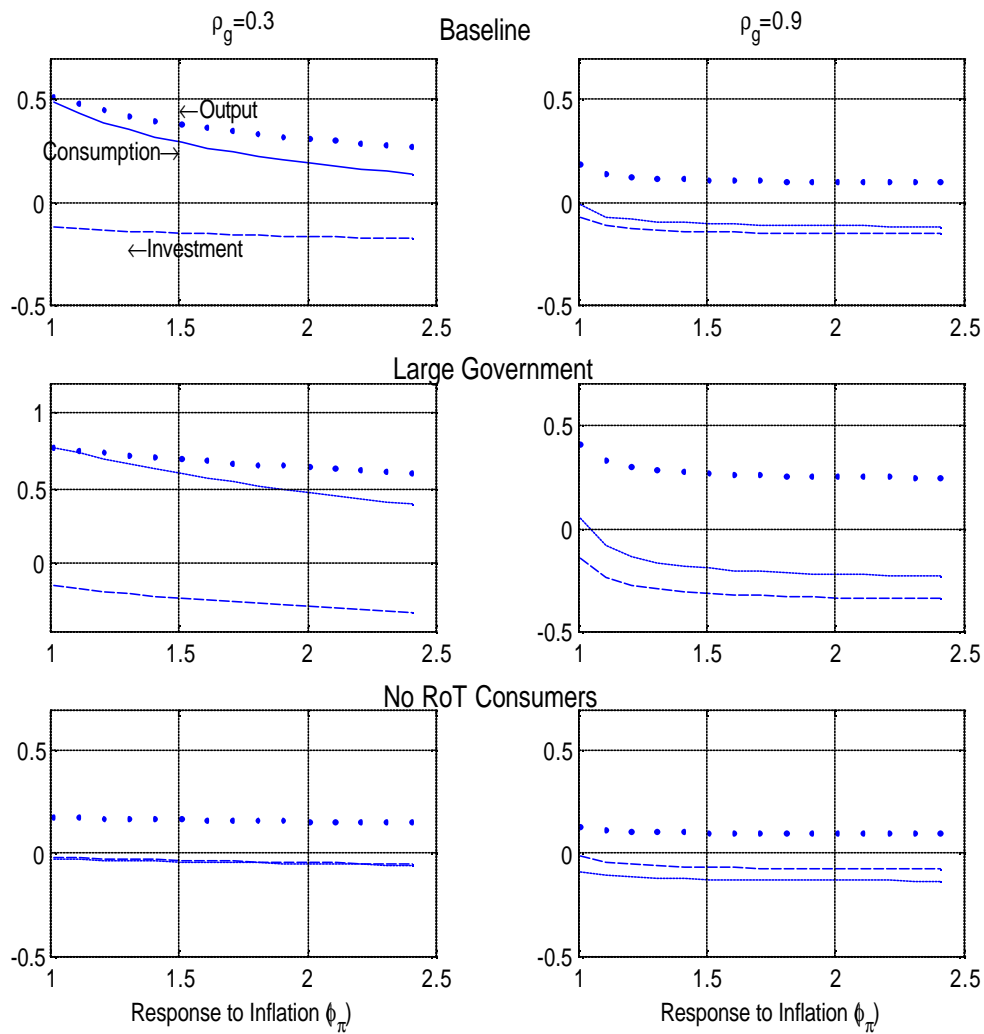 ρg=0.3
Baseline
ρg=0.9
0.5
←Output
Consumption→
0
←Investment
-0.5
1 1.5 2 2.5
0.5
0
-0.5
1 1.5 2 2.5
Large Government
1
0.5
0
1 1.5 2 2.5
0.5
0
-0.5
1 1.5 2 2.5
No RoT Consumers
0.5
0
-0.5
1 1.5 2 2.5
Response to Inflation (ϕπ)
0.5
0
-0.5
1 1.5 2 2.5
Response to Inflation (ϕπ)